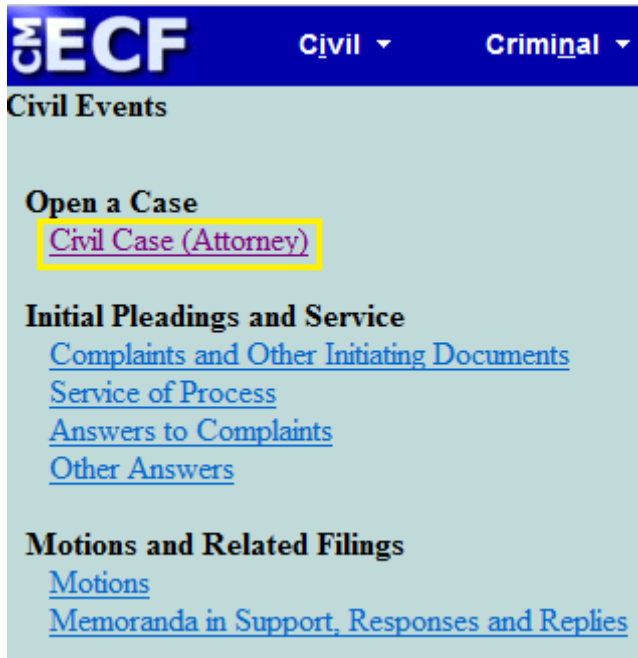 CM ECF Civil Criminal
Civil Events
Open a Case
Civil Case (Attorney)
Initial Pleadings and Service
Complaints and Other Initiating Documents
Service of Process
Answers to Complaints
Other Answers
Motions and Related Filings
Motions
Memoranda in Support, Responses and Replies